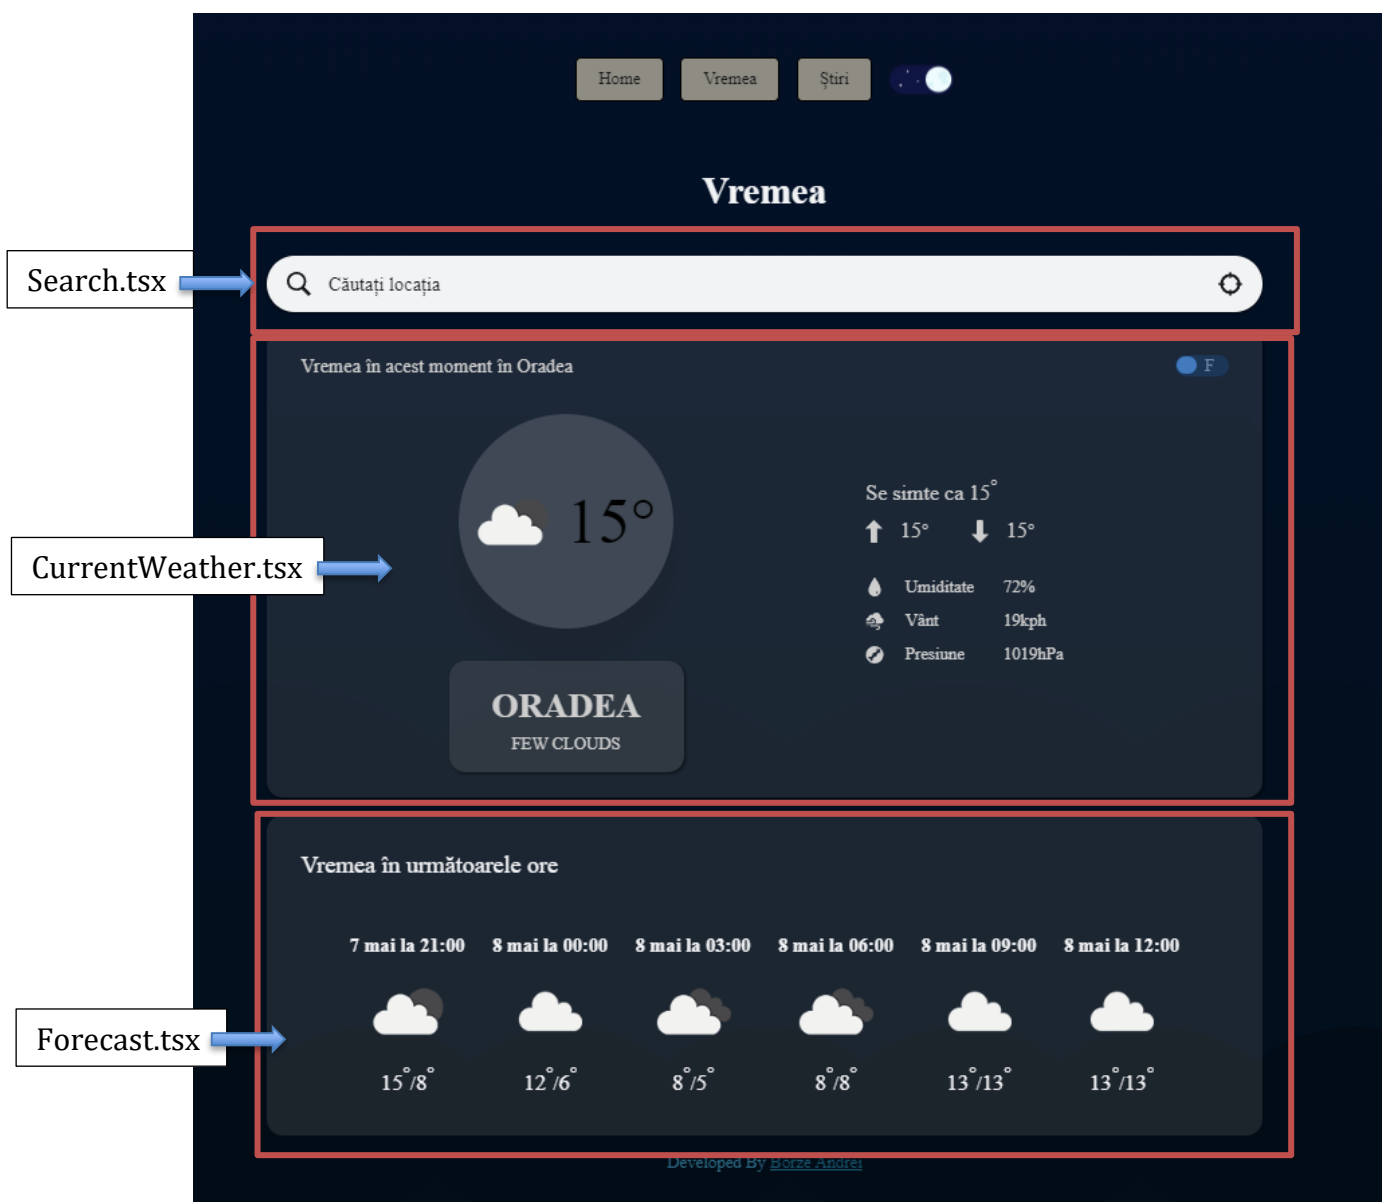 Home Vremea Știri
Vremea
Search.tsx
Căutați locația
Vremea în acest moment în Oradea F
15°
Se simte ca 15°
15° 15°
CurrentWeather.tsx
Umiditate 72%
Vânt 19kph
Presiune 1019hPa
ORADEA
FEW CLOUDS
Vremea în următoarele ore
7 mai la 21:00 8 mai la 00:00 8 mai la 03:00 8 mai la 06:00 8 mai la 09:00 8 mai la 12:00
Forecast.tsx
15°/8° 12°/6° 8°/5° 8°/8° 13°/13° 13°/13°
Developed By Borze Andrei